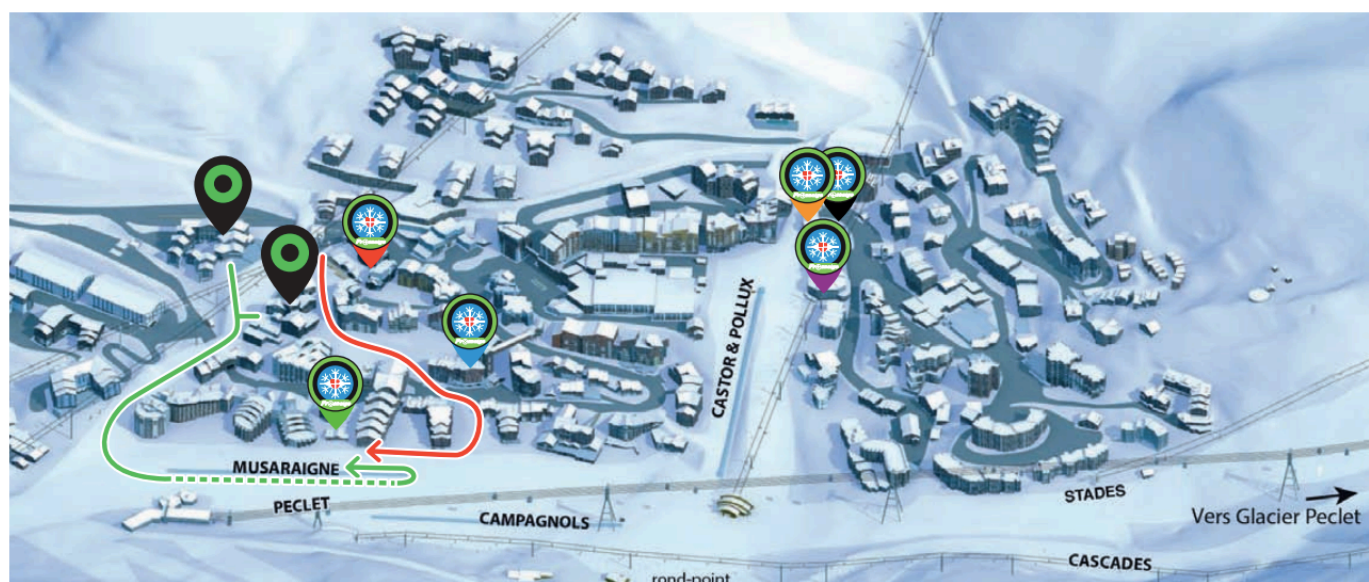 CASTOR & POLLUX
MUSARAIGNE
PECLET
CAMPAGNOLS
STADES
Vers Glacier Peclet
CASCADES
rond-point